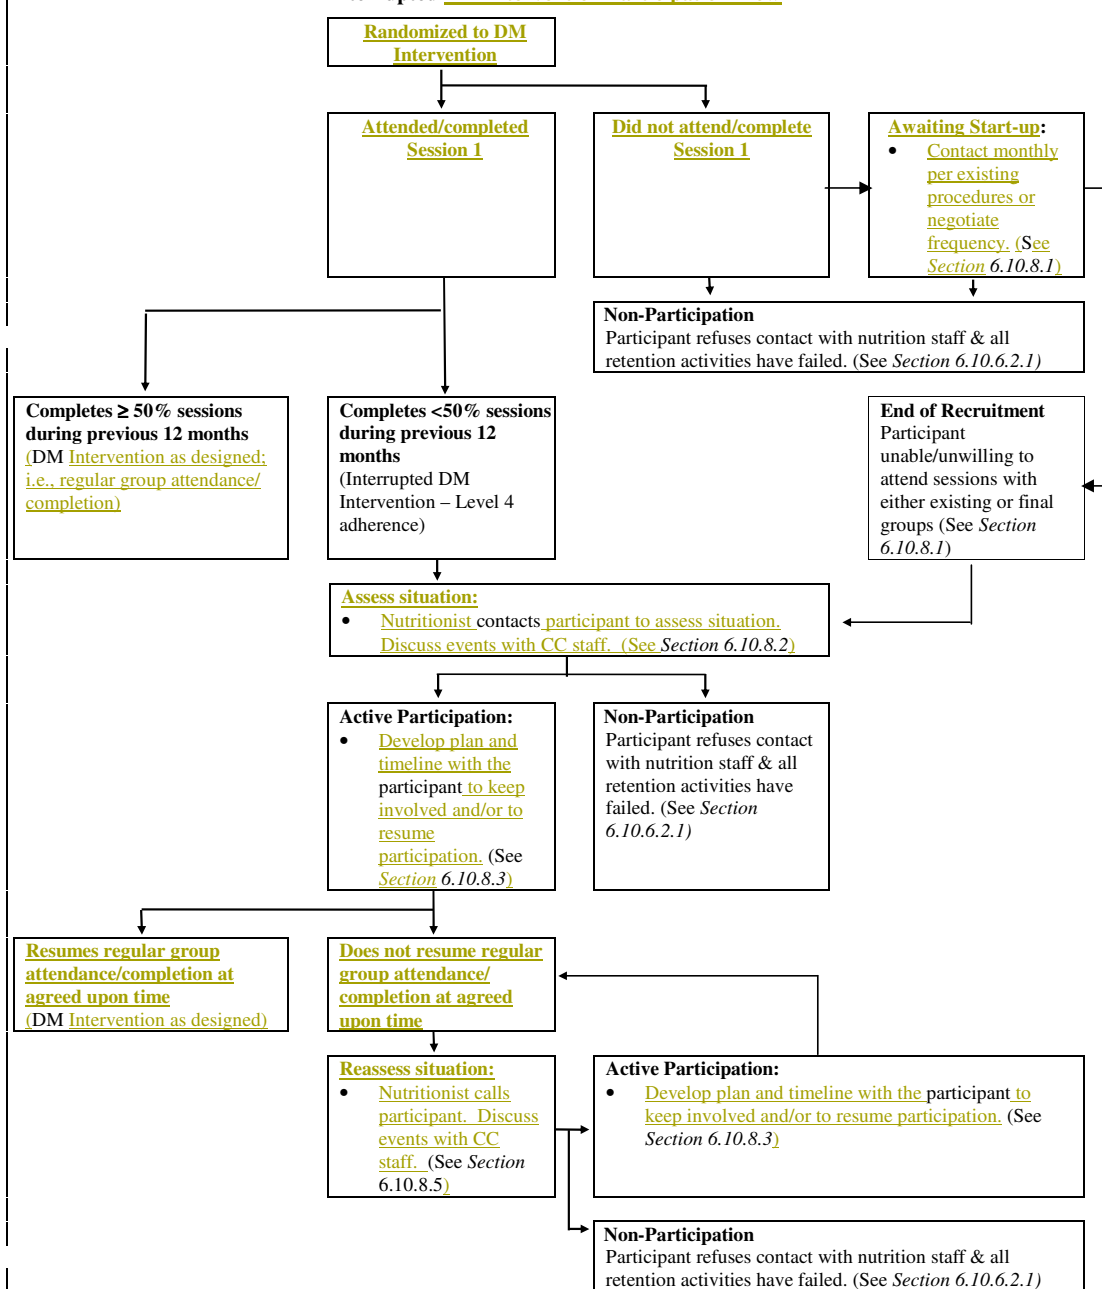 Randomized to DM
Intervention
Attended/completed
Session 1
Did not attend/complete
Session 1
Awaiting Start-up:
• Contact monthly
per existing
procedures or
negotiate
frequency. (See
Section 6.10.8.1)
Non-Participation
Participant refuses contact with nutrition staff & all
retention activities have failed. (See Section 6.10.6.2.1)
Completes ≥ 50% sessions
during previous 12 months
(DM Intervention as designed;
i.e., regular group attendance/
completion)
Completes <50% sessions
during previous 12
months
(Interrupted DM
Intervention – Level 4
adherence)
End of Recruitment
Participant
unable/unwilling to
attend sessions with
either existing or final
groups (See Section
6.10.8.1)
Assess situation:
• Nutritionist contacts participant to assess situation.
Discuss events with CC staff. (See Section 6.10.8.2)
Active Participation:
• Develop plan and
timeline with the
participant to keep
involved and/or to
resume
participation. (See
Section 6.10.8.3)
Non-Participation
Participant refuses contact
with nutrition staff & all
retention activities have
failed. (See Section
6.10.6.2.1)
Resumes regular group
attendance/completion at
agreed upon time
(DM Intervention as designed)
Does not resume regular
group attendance/
completion at agreed
upon time
Reassess situation:
• Nutritionist calls
participant. Discuss
events with CC
staff. (See Section
6.10.8.5)
Active Participation:
• Develop plan and timeline with the participant to
keep involved and/or to resume participation. (See
Section 6.10.8.3)
Non-Participation
Participant refuses contact with nutrition staff & all
retention activities have failed. (See Section 6.10.6.2.1)